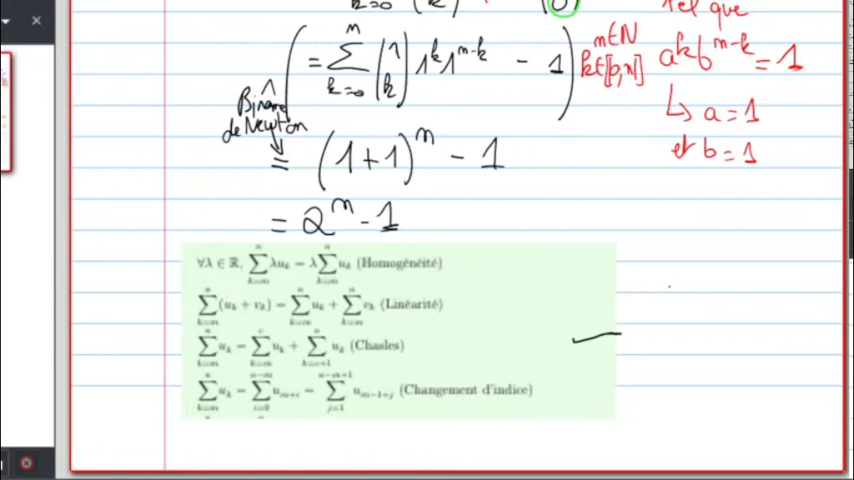 k=0 (k) (0)
tel que
( = ∑_{k=0}^{n} (n k) 1^k 1^{n-k} - 1 )
n∈N
k∈[[0,n]]
a^k b^{n-k} = 1
↳ a = 1
et b = 1
Binôme
de Newton
= (1+1)^n - 1
= 2^n - 1
∀λ ∈ ℝ, ∑_{k=m}^{n} λu_k = λ ∑_{k=m}^{n} u_k (Homogénéité)
∑_{k=m}^{n} (u_k + v_k) = ∑_{k=m}^{n} u_k + ∑_{k=m}^{n} v_k (Linéarité)
∑_{k=m}^{n} u_k = ∑_{k=m}^{r} u_k + ∑_{k=r+1}^{n} u_k (Chasles)
∑_{k=m}^{n} u_k = ∑_{i=0}^{n-m} u_{m+i} = ∑_{j=1}^{n-m+1} u_{m-1+j} (Changement d'indice)